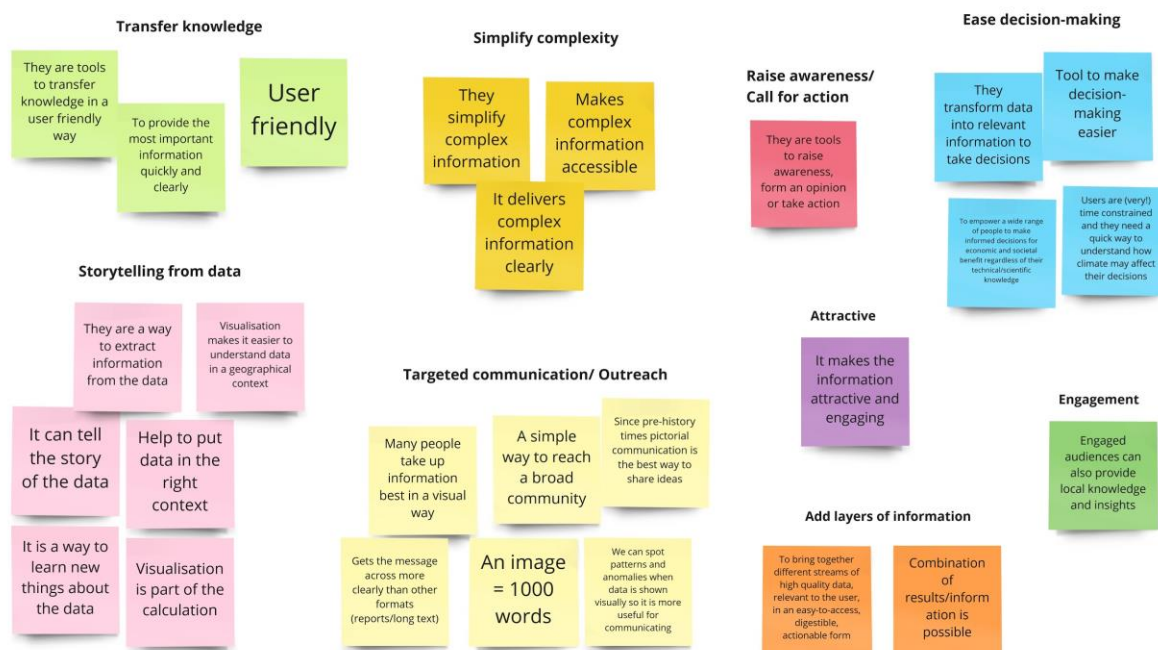 Transfer knowledge
They are tools
to transfer
knowledge in a
user friendly
way
To provide the
most important
information
quickly and
clearly
User
friendly
Simplify complexity
They
simplify
complex
information
Makes
complex
information
accessible
It delivers
complex
information
clearly
Raise awareness/
Call for action
They are tools
to raise
awareness,
form an opinion
or take action
Ease decision-making
They
transform data
into relevant
information to
take decisions
Tool to make
decision-
making
easier
To empower a wide range
of people to make
informed decisions for
economic and societal
benefit regardless of their
technical/scientific
knowledge
Users are (very!)
time constrained
and they need a
quick way to
understand how
climate may affect
their decisions
Storytelling from data
They are a way
to extract
information
from the data
Visualisation
makes it easier to
understand data
in a geographical
context
It can tell
the story
of the data
Help to put
data in the
right
context
It is a way to
learn new
things about
the data
Visualisation
is part of the
calculation
Targeted communication/ Outreach
Many people
take up
information
best in a visual
way
A simple
way to reach
a broad
community
Since pre-history
times pictorial
communication is
the best way to
share ideas
Gets the message
across more
clearly than other
formats
(reports/long text)
An image
= 1000
words
We can spot
patterns and
anomalies when
data is shown
visually so it is more
useful for
communicating
Attractive
It makes the
information
attractive and
engaging
Engagement
Engaged
audiences can
also provide
local knowledge
and insights
Add layers of information
To bring together
different streams of
high quality data,
relevant to the user,
in an easy-to-access,
digestible,
actionable form
Combination
of
results/inform
ation is
possible